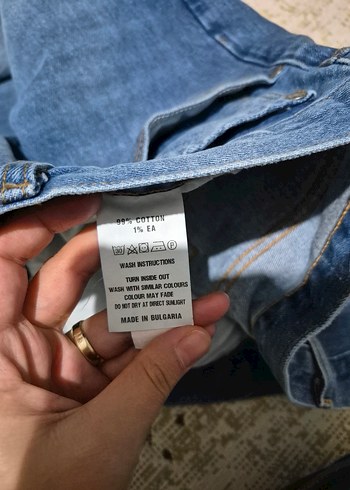 99% COTTON
1% EA
P
WASH INSTRUCTIONS
TURN INSIDE OUT
WASH WITH SIMILAR COLOURS
COLOUR MAY FADE
DO NOT DRY AT DIRECT SUNLIGHT
MADE IN BULGARIA